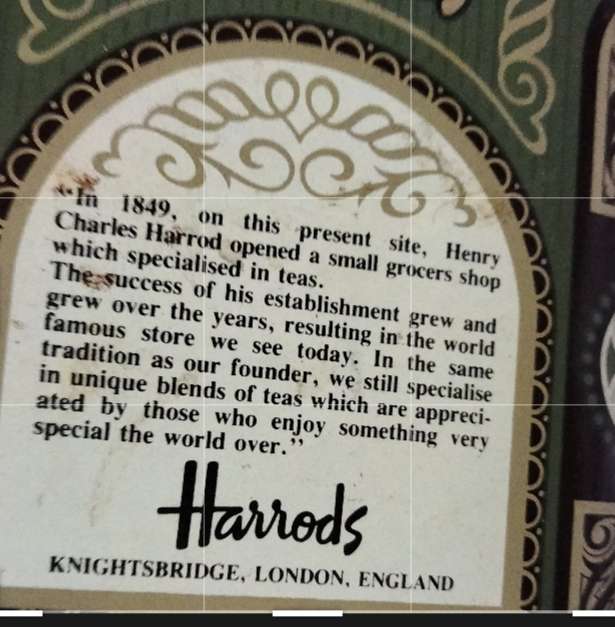 “In 1849, on this present site, Henry
Charles Harrod opened a small grocers shop
which specialised in teas.
The success of his establishment grew and
grew over the years, resulting in the world
famous store we see today. In the same
tradition as our founder, we still specialise
in unique blends of teas which are appreci-
ated by those who enjoy something very
special the world over.”
Harrods
KNIGHTSBRIDGE, LONDON, ENGLAND